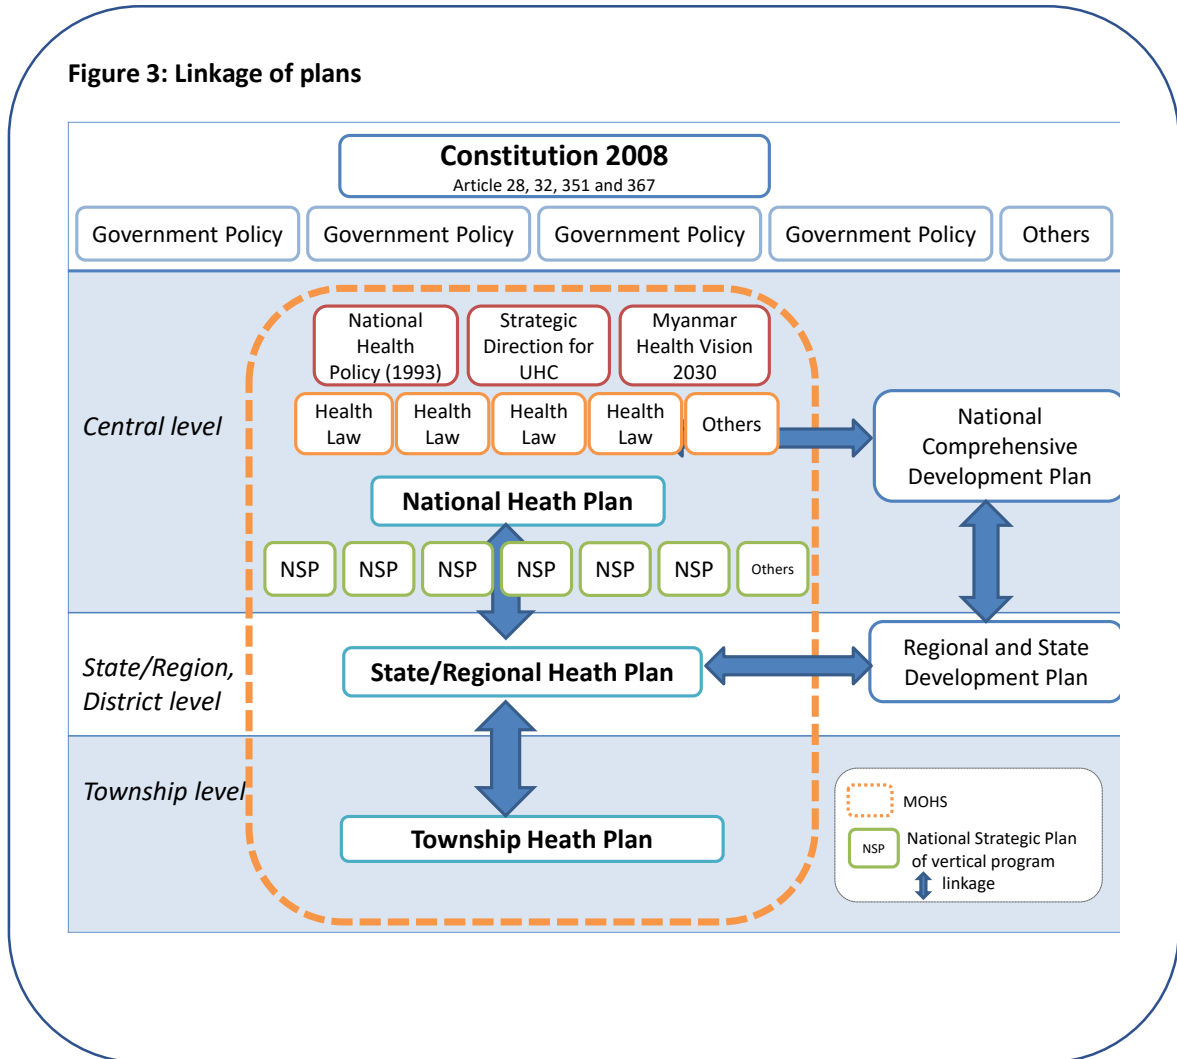 Figure 3: Linkage of plans
Constitution 2008
Article 28, 32, 351 and 367
Government Policy
Government Policy
Government Policy
Government Policy
Others
National
Health
Policy (1993)
Strategic
Direction for
UHC
Myanmar
Health Vision
2030
Central level
Health
Law
Health
Law
Health
Law
Health
Law
Others
National
Comprehensive
Development Plan
National Heath Plan
NSP
NSP
NSP
NSP
NSP
NSP
Others
State/Region,
District level
State/Regional Heath Plan
Regional and State
Development Plan
Township level
Township Heath Plan
MOHS
NSP
National Strategic Plan
of vertical program
linkage